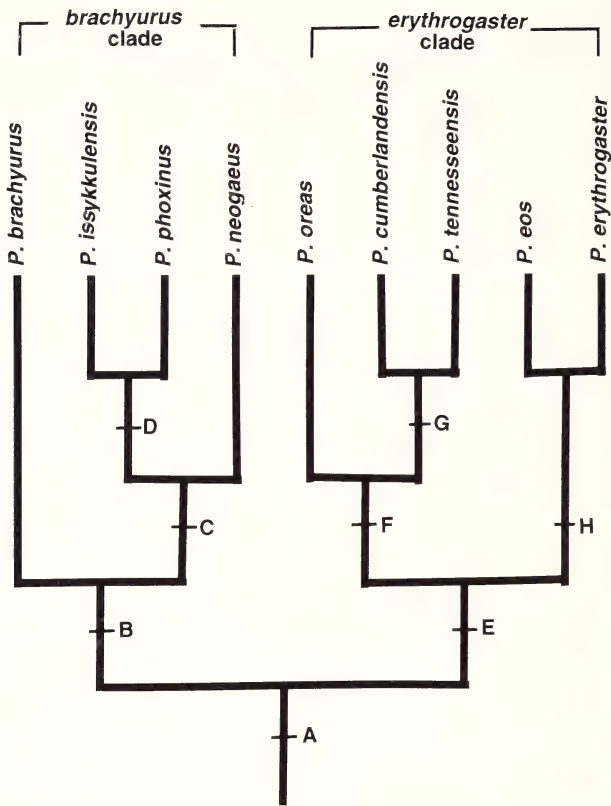 brachyurus
clade
erythrogaster
clade
P. brachyurus
P. issykkulensis
P. phoxinus
P. neogaeus
P. oreas
P. cumberlandensis
P. tennesseensis
P. eos
P. erythrogaster
D
G
C
F
H
B
E
A